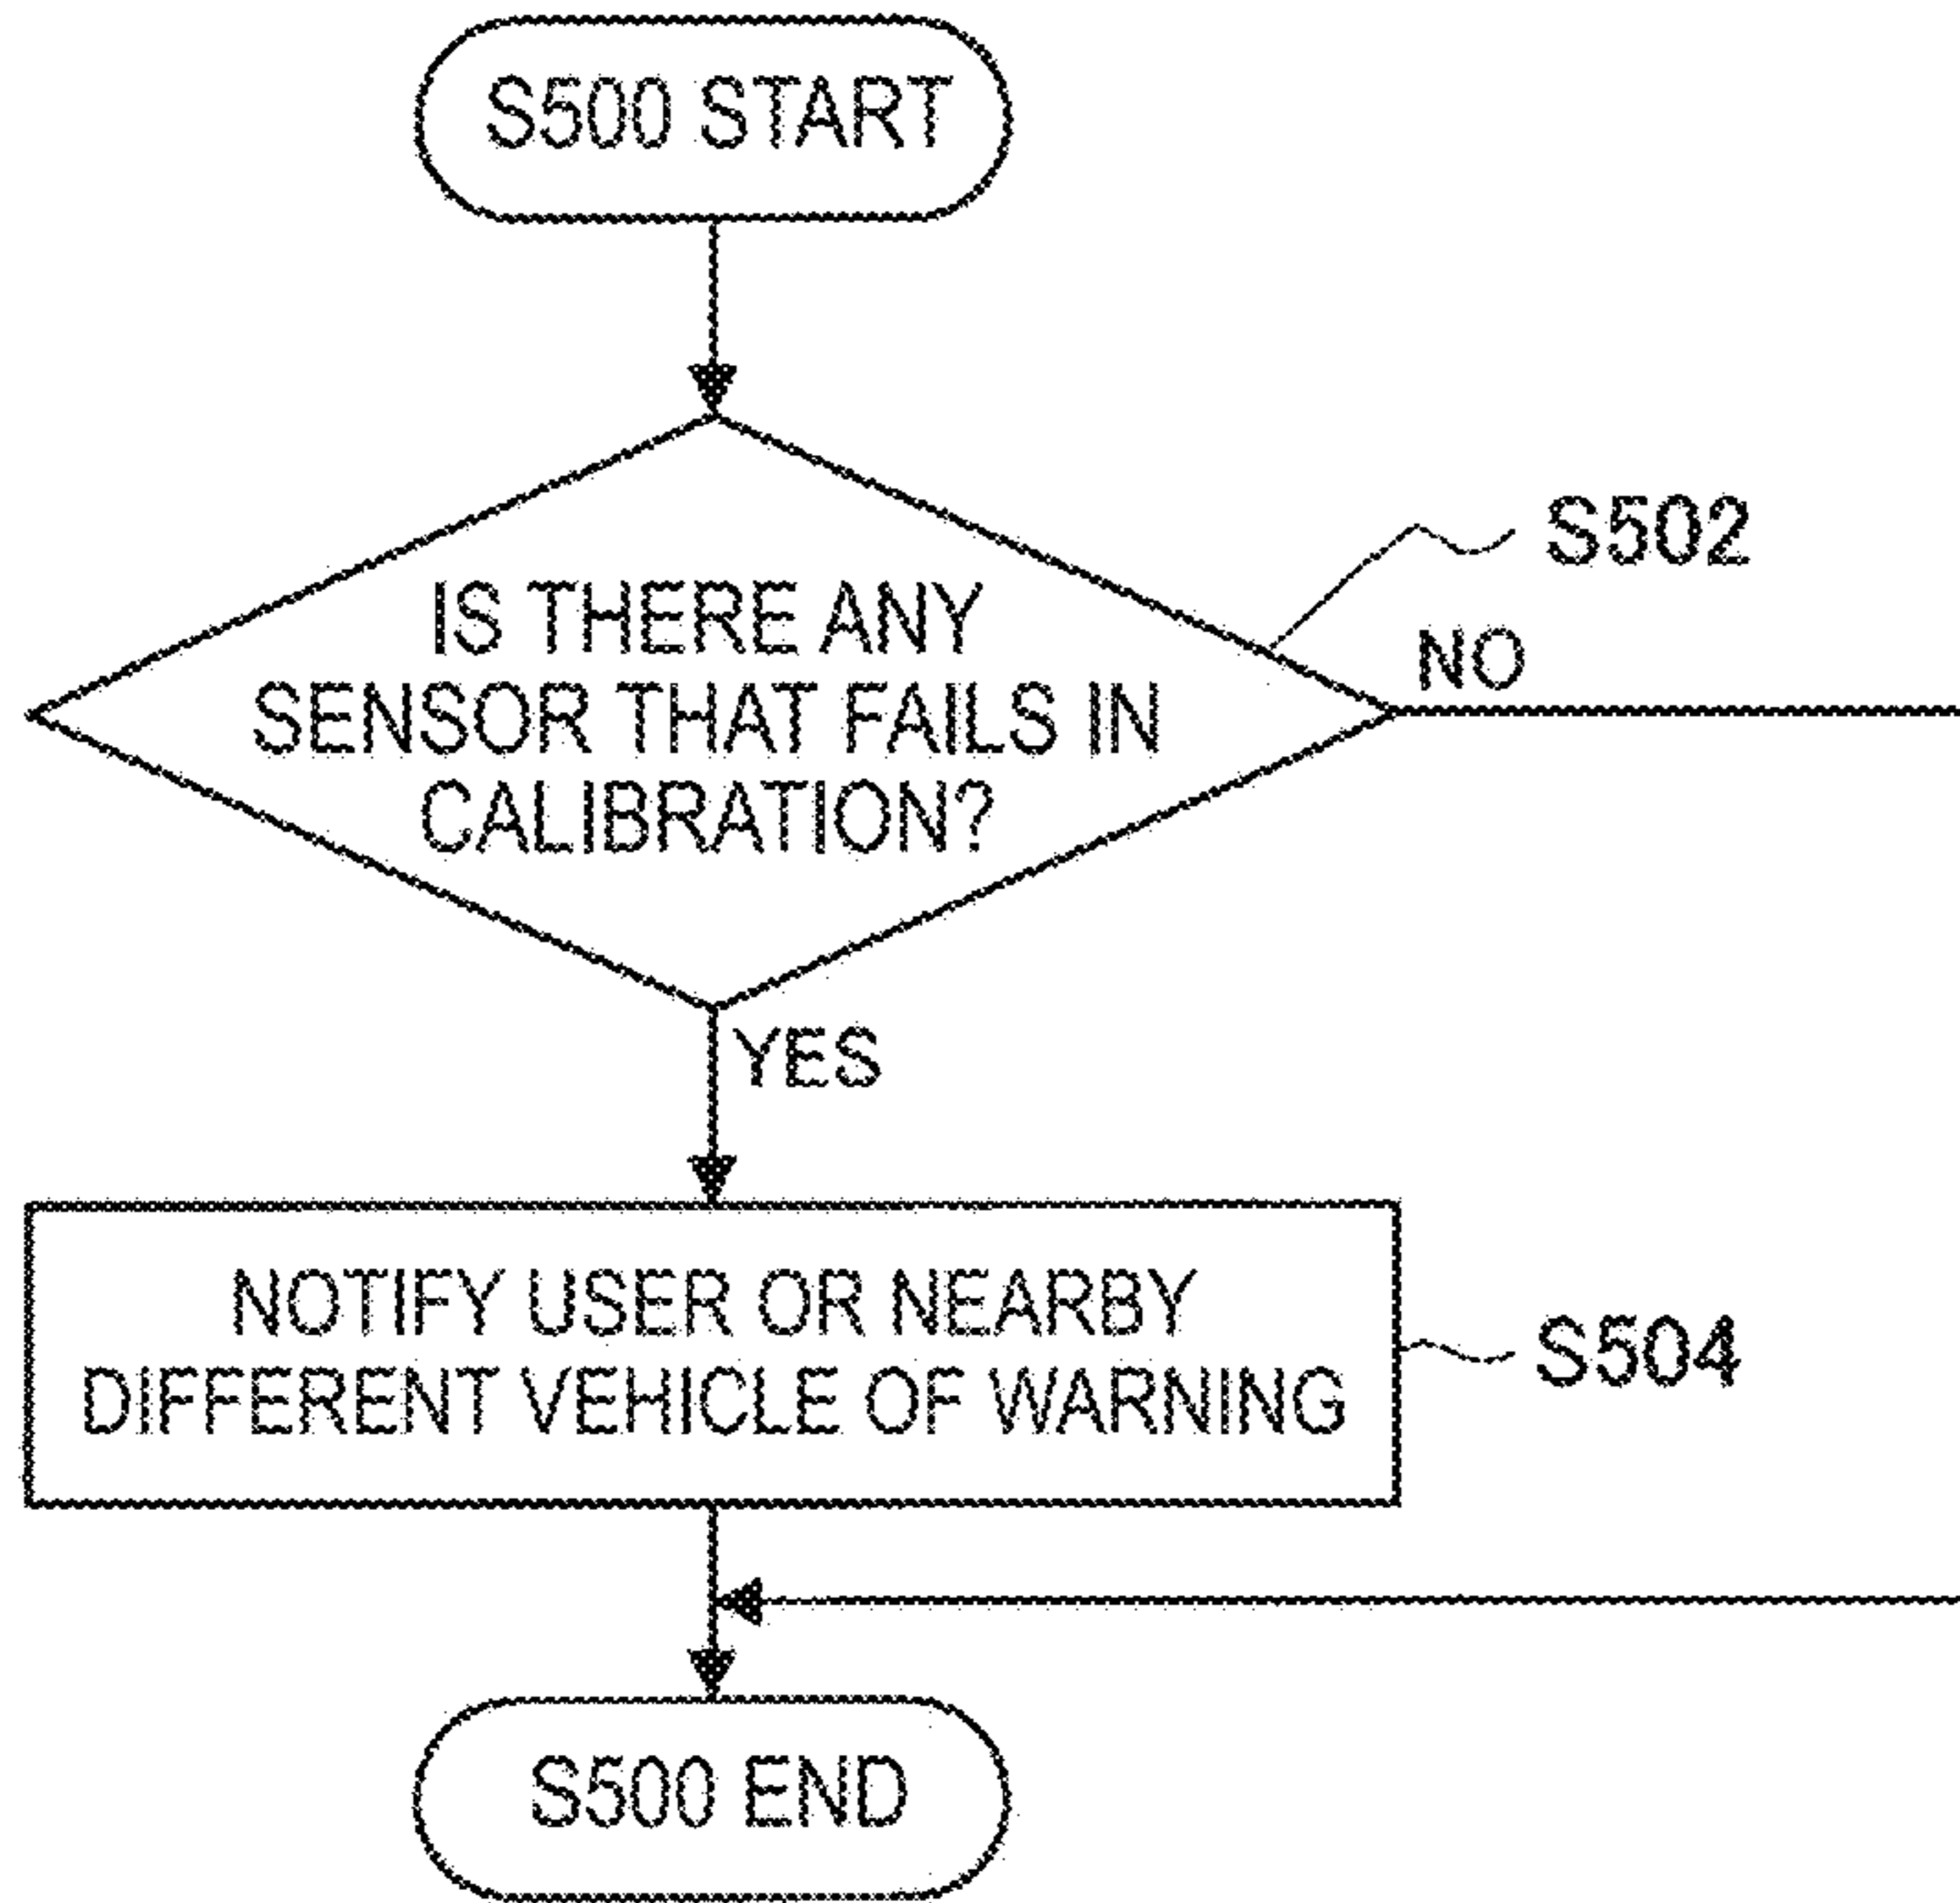 S500 START
S502
IS THERE ANY
NO
SENSOR THAT FAILS IN
CALIBRATION?
YES
NOTIFY USER OR NEARBY
DIFFERENT VEHICLE OF WARNING
S504
S500 END